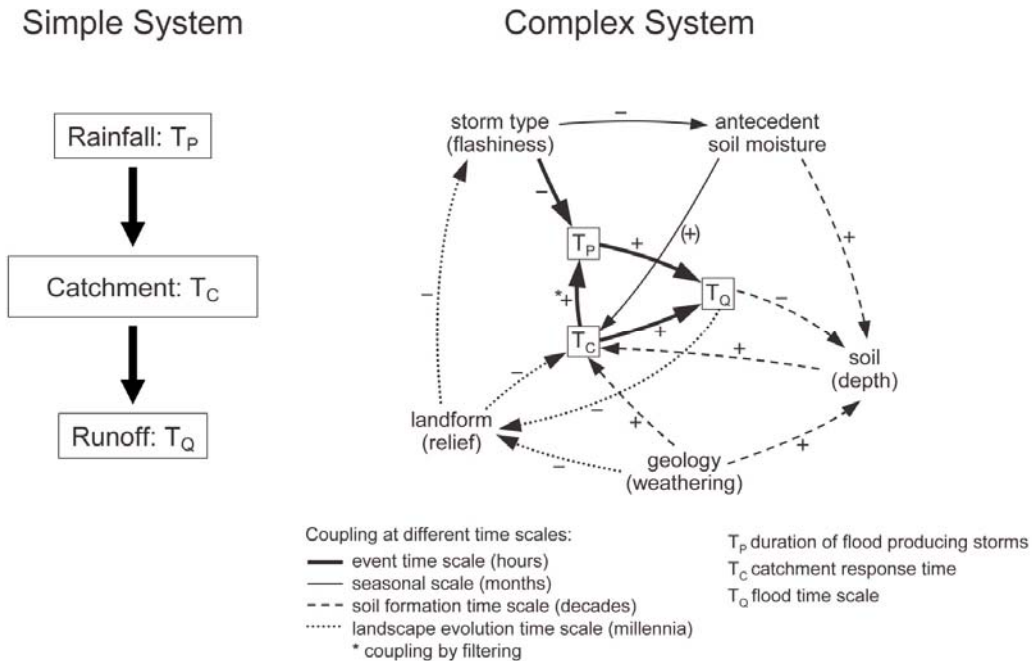 Simple System
Complex System
Rainfall: TP
Catchment: TC
Runoff: TQ
storm type
(flashiness)
–
antecedent
soil moisture
–
TP
+
(+)
+
–
*+
TQ
–
TC
+
+
soil
(depth)
–
landform
(relief)
–
+
+
–
geology
(weathering)
Coupling at different time scales:
event time scale (hours)
seasonal scale (months)
soil formation time scale (decades)
landscape evolution time scale (millennia)
* coupling by filtering
TP duration of flood producing storms
TC catchment response time
TQ flood time scale